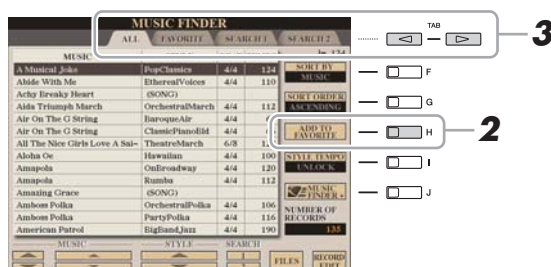 MUSIC FINDER
ALL FAVORITE SEARCH 1 SEARCH 2
TAB
3
MUSIC
A Musical Joke PopClassics 4/4 124
Abide With Me EtherealVoices 4/4 110
Achy Breaky Heart (SONG)
Aida Triumph March OrchestralMarch 4/4 112
Air On The G String BaroqueAir 4/4
Air On The G String ClassicPianoBld 4/4
All The Nice Girls Love A Sai~ TheatreMarch 6/8
Aloha Oe Hawaiian 4/4 100
Amapola OnBroadway 4/4 120
Amapola Rumba 4/4 112
Amazing Grace (SONG)
Amboss Polka OrchestralPolka 4/4 106
Amboss Polka PartyPolka 4/4 116
American Patrol BigBandJazz 4/4 190
SORT BY
MUSIC
F
SORT ORDER
ASCENDING
G
ADD TO
FAVORITE
H
2
STYLE TEMPO
UNLOCK
I
MUSIC
FINDER+
J
NUMBER OF
RECORDS
135
MUSIC STYLE SEARCH
1
2
FILES
RECORD
EDIT